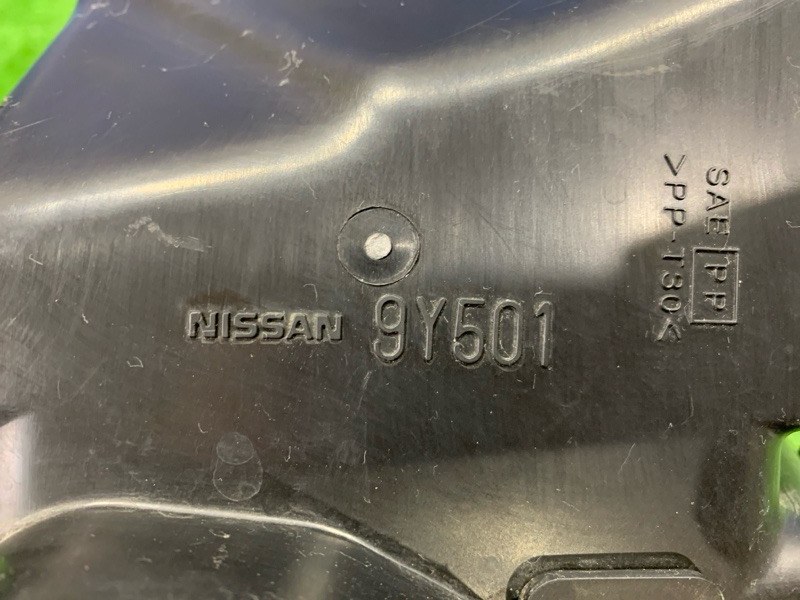 NISSAN 9Y501
SAE PP
>PP-T30<